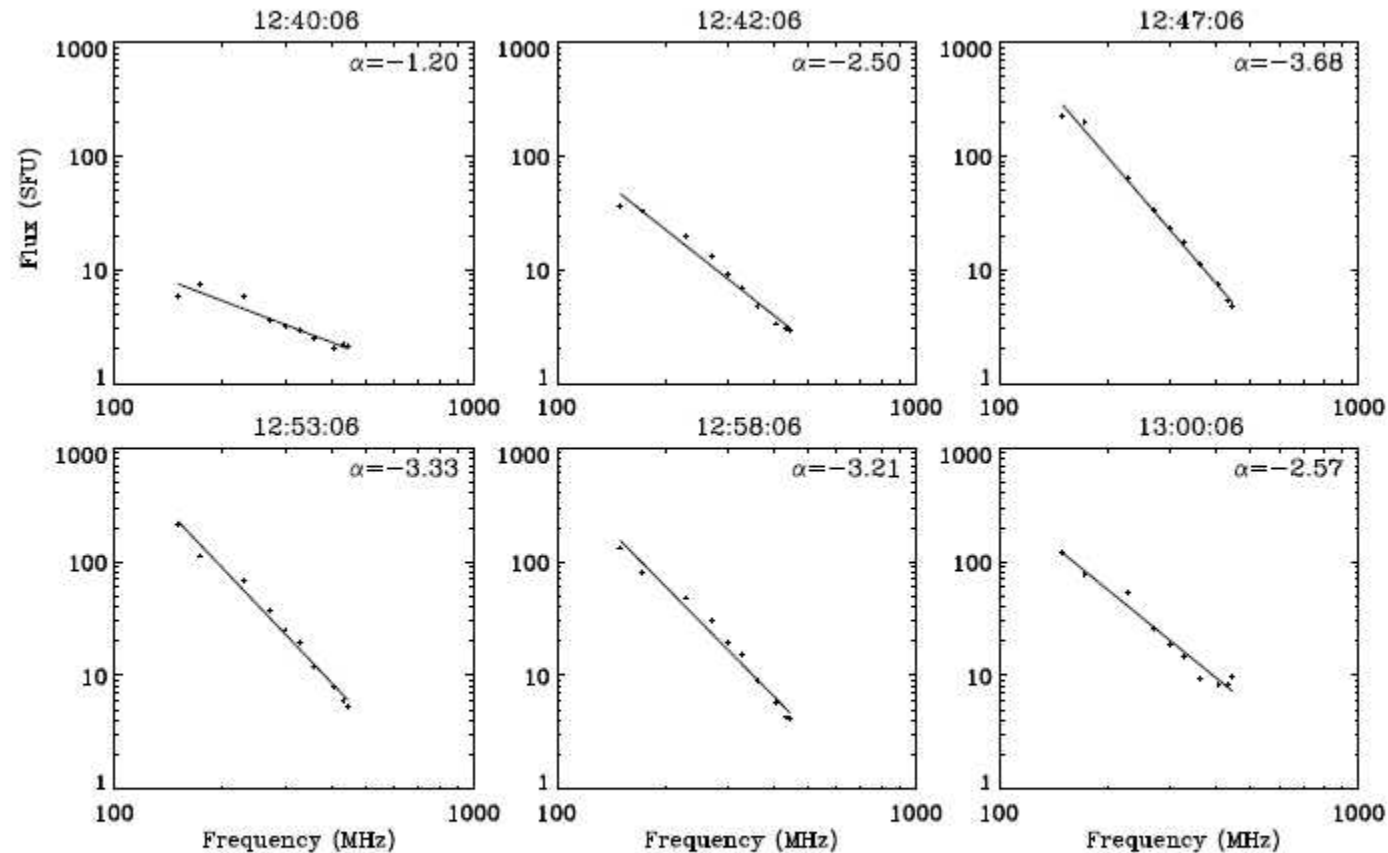 12:40:06 12:42:06 12:47:06
1000 1000 1000
α=−1.20 α=−2.50 α=−3.68
100 100 100
Flux (SFU)
10 10 10
1 1 1
100 1000 100 1000 100 1000
12:53:06 12:58:06 13:00:06
1000 1000 1000
α=−3.33 α=−3.21 α=−2.57
100 100 100
10 10 10
1 1 1
100 1000 100 1000 100 1000
Frequency (MHz) Frequency (MHz) Frequency (MHz)